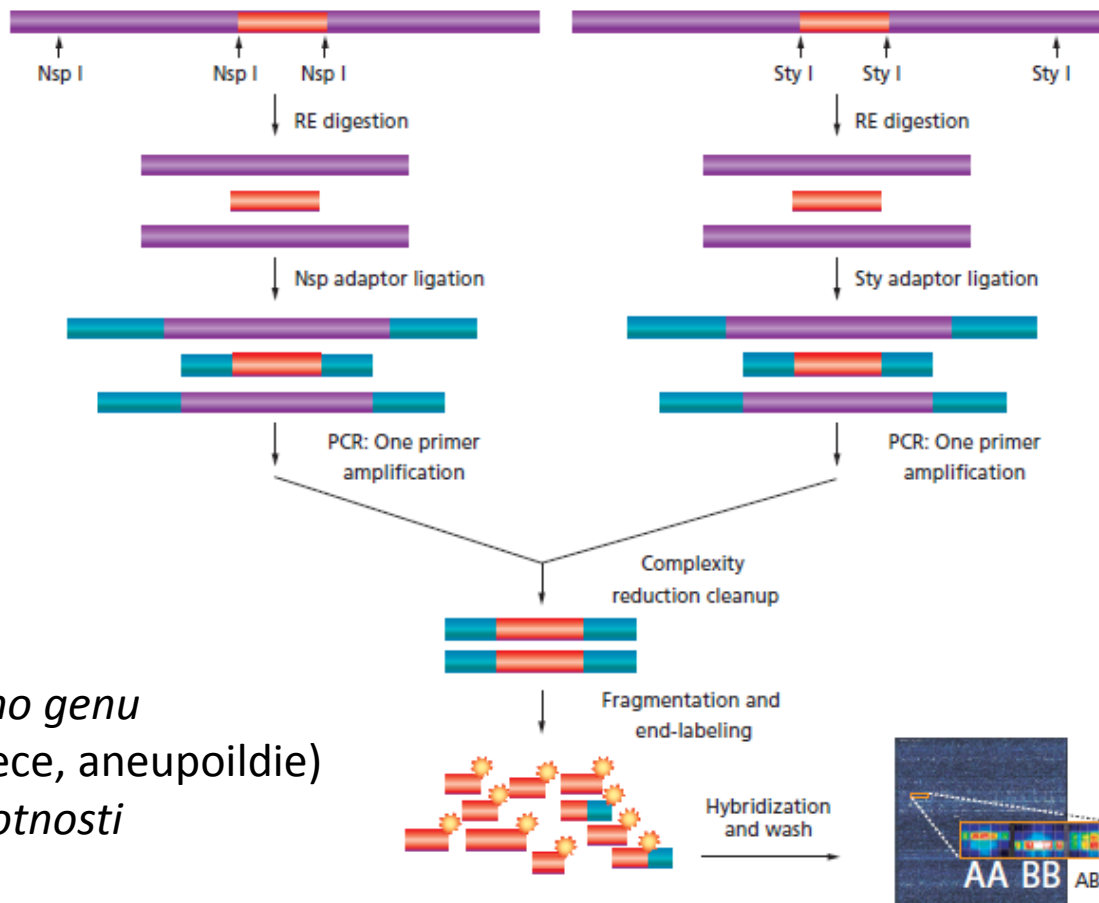 Nsp I Nsp I Nsp I
Sty I Sty I Sty I
RE digestion
RE digestion
Nsp adaptor ligation
Sty adaptor ligation
PCR: One primer
amplification
PCR: One primer
amplification
Complexity
reduction cleanup
Fragmentation and
end-labeling
no genu
ece, aneupoildie)
otnosti
Hybridization
and wash
AA BB AB